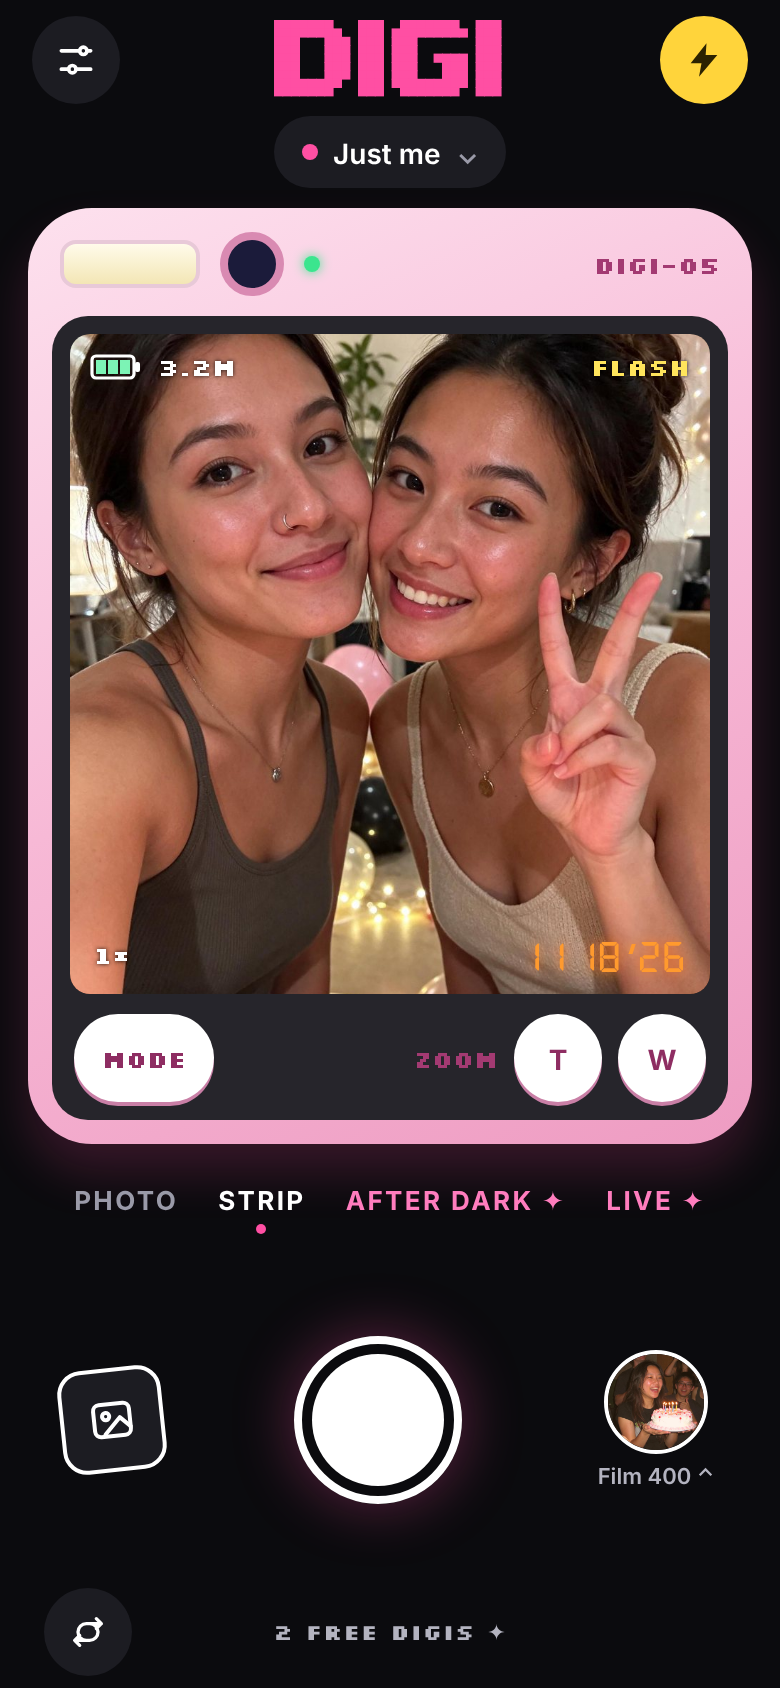 DIGI
Just me
DIGI-05
3.2M
FLASH
1x
11 18'26
MODE
ZOOM
T
W
PHOTO
STRIP
AFTER DARK ✦
LIVE ✦
Film 400
2 FREE DIGIS ✦